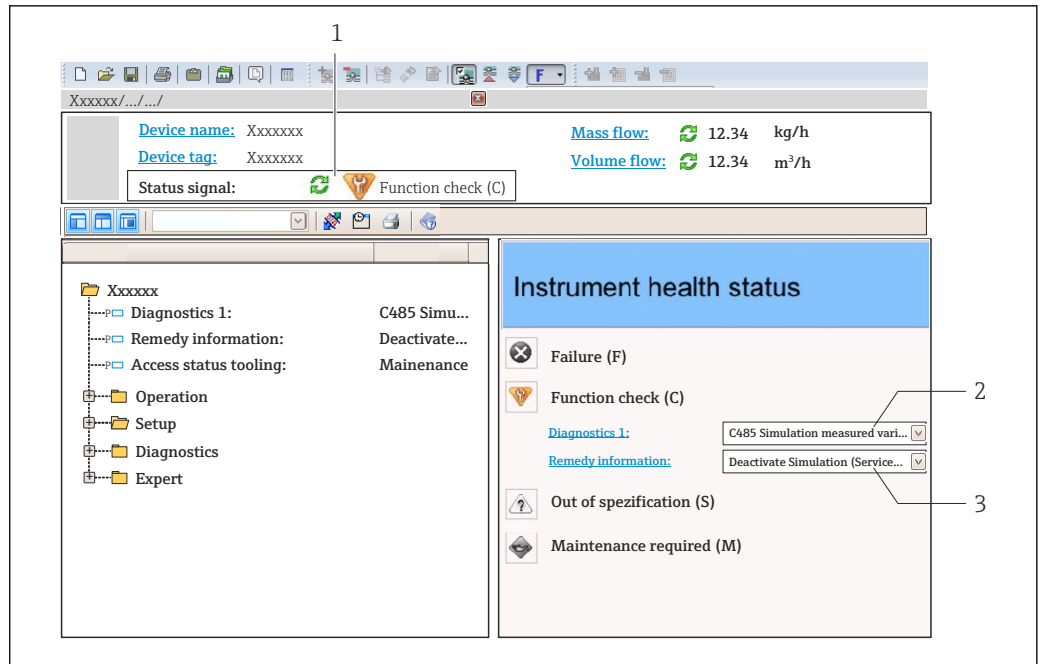 1
F
Xxxxxx/.../.../
Device name: Xxxxxxx Mass flow: 12.34 kg/h
Device tag: Xxxxxxx Volume flow: 12.34 m³/h
Status signal: Function check (C)
Xxxxxx
Diagnostics 1: C485 Simu...
Remedy information: Deactivate...
Access status tooling: Mainenance
Operation
Setup
Diagnostics
Expert
Instrument health status
Failure (F)
Function check (C)
Diagnostics 1: C485 Simulation measured vari... 2
Remedy information: Deactivate Simulation (Service...
Out of spezification (S) 3
Maintenance required (M)